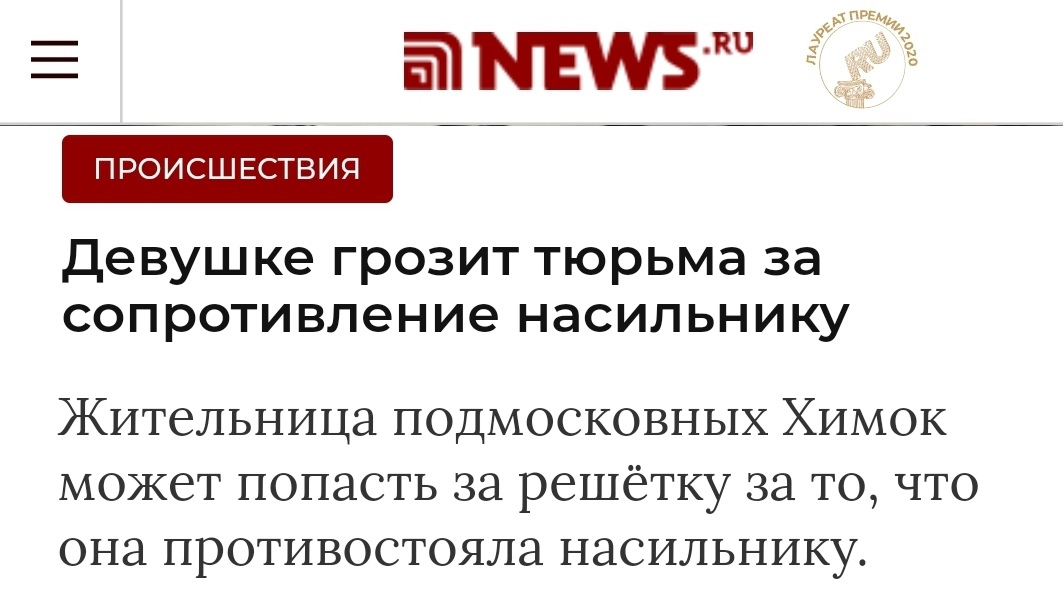 NEWS.RU
ЛАУРЕАТ ПРЕМИИ 2020
RU
ПРОИСШЕСТВИЯ
Девушке грозит тюрьма за
сопротивление насильнику
Жительница подмосковных Химок
может попасть за решётку за то, что
она противостояла насильнику.